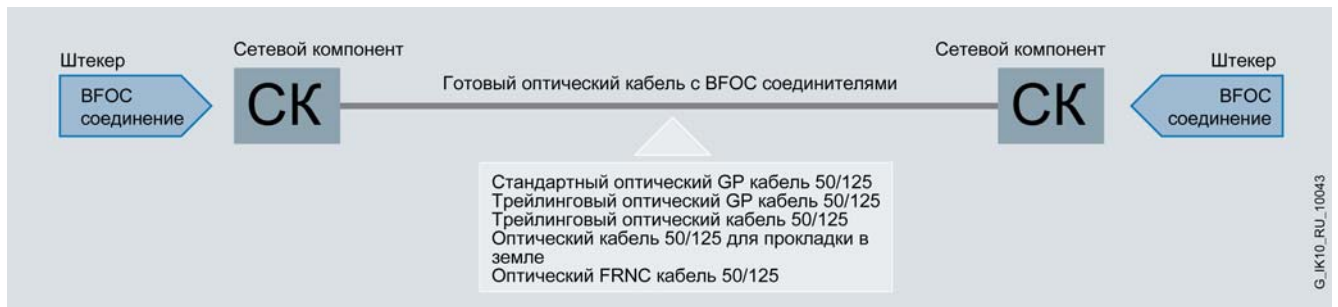 Штекер
BFOC
соединение
Сетевой компонент
СК
Готовый оптический кабель с BFOC соединителями
Сетевой компонент
СК
Штекер
BFOC
соединение
Стандартный оптический GP кабель 50/125
Трейлинговый оптический GP кабель 50/125
Трейлинговый оптический кабель 50/125
Оптический кабель 50/125 для прокладки в
земле
Оптический FRNC кабель 50/125
G_IK10_RU_10043